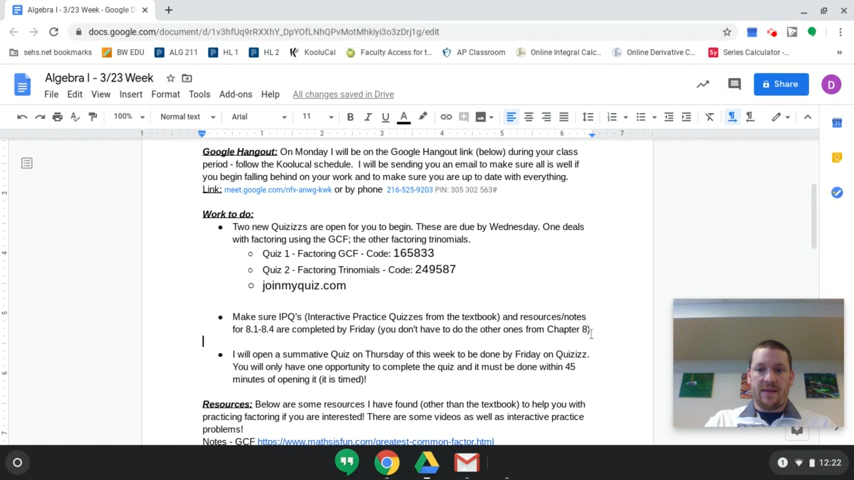 Algebra I - 3/23 Week - Google D
docs.google.com/document/d/1v3hfUq9rRXXhY_DpYOfLNhQPvMotMhkiyI3o3zDrj1g/edit
sehs.net bookmarks BW EDU ALG 211 HL 1 HL 2 KooluCal Faculty Access for T... AP Classroom Online Integral Calc... Online Derivative C... Series Calculator -...
Algebra I - 3/23 Week
File Edit View Insert Format Tools Add-ons Help All changes saved in Drive
Share
D
100% Normal text Arial 11 B I U A
1 1 2 3 4 5 6 7
Google Hangout: On Monday I will be on the Google Hangout link (below) during your class
period - follow the Koolucal schedule. I will be sending you an email to make sure all is well if
you begin falling behind on your work and to make sure you are up to date with everything.
Link: meet.google.com/nfv-anwg-kwk or by phone 216-525-9203 PIN: 305 302 563#
Work to do:
● Two new Quizizzs are open for you to begin. These are due by Wednesday. One deals
with factoring using the GCF; the other factoring trinomials.
○ Quiz 1 - Factoring GCF - Code: 165833
○ Quiz 2 - Factoring Trinomials - Code: 249587
○ joinmyquiz.com
● Make sure IPQ's (Interactive Practice Quizzes from the textbook) and resources/notes
for 8.1-8.4 are completed by Friday (you don't have to do the other ones from Chapter 8)
● I will open a summative Quiz on Thursday of this week to be done by Friday on Quizizz.
You will only have one opportunity to complete the quiz and it must be done within 45
minutes of opening it (it is timed)!
Resources: Below are some resources I have found (other than the textbook) to help you with
practicing factoring if you are interested! There are some videos as well as interactive practice
problems!
Notes - GCF https://www.mathsisfun.com/greatest-common-factor.html
1 12:22